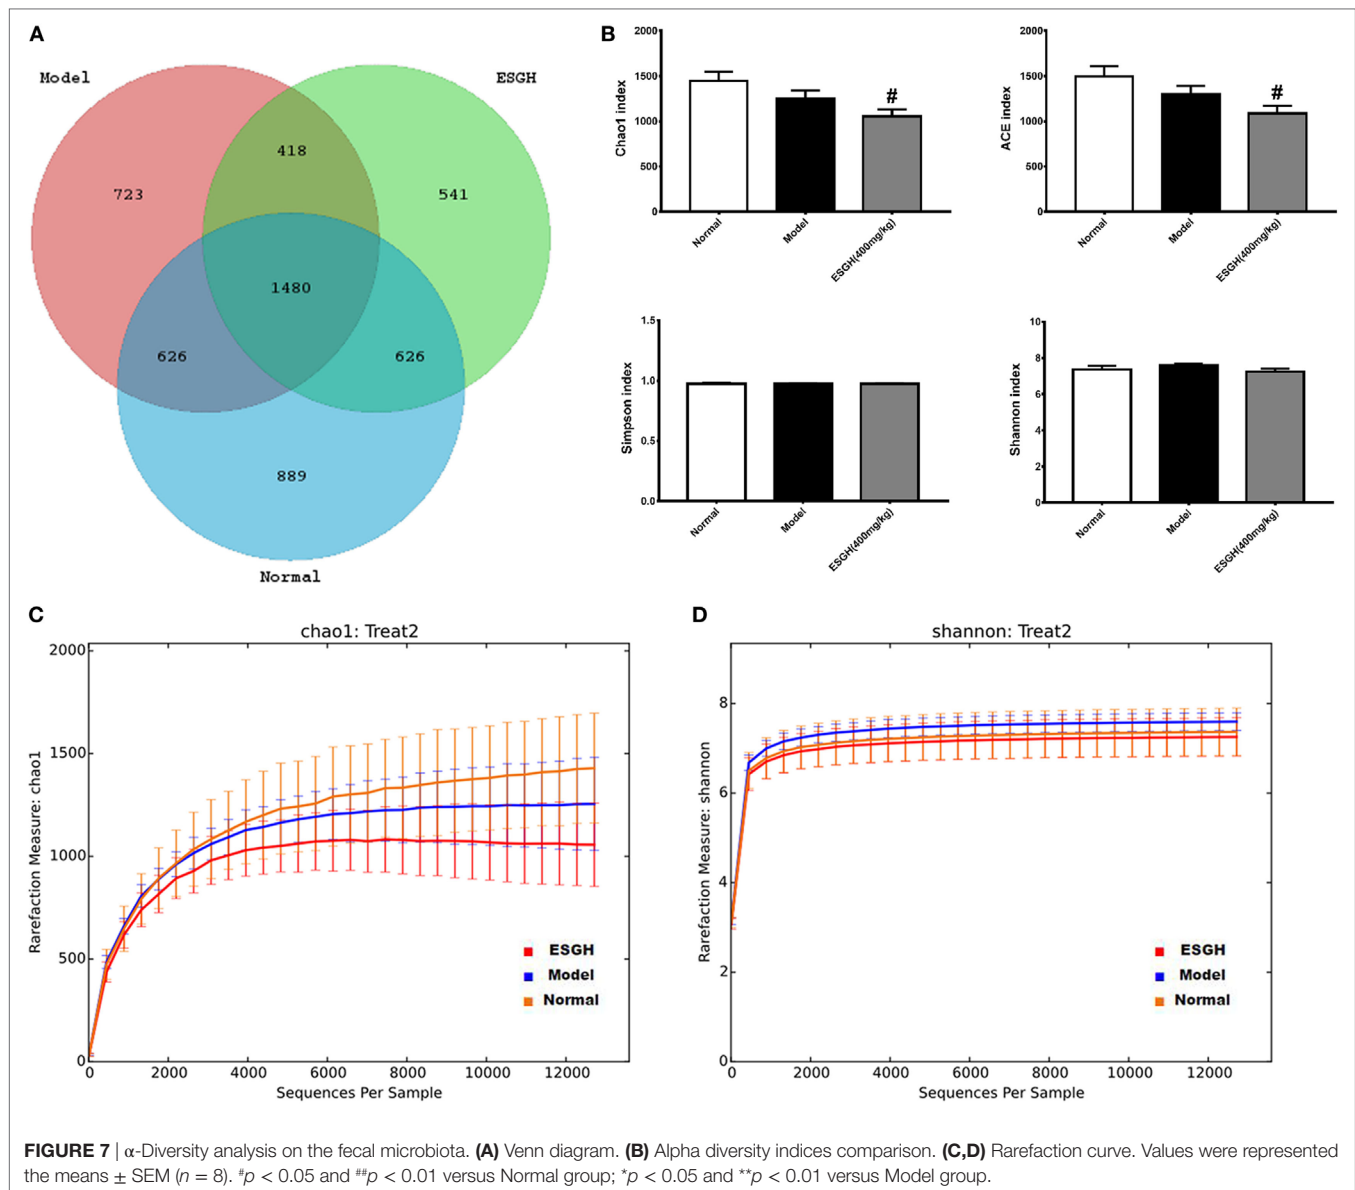 A
Model
ESGH
418
723
541
1480
626
626
889
Normal
B
2000
1500
1000
500
0
Chao1 index
#
Normal
Model
ESGH(400mg/kg)
2000
1500
1000
500
0
ACE index
#
Normal
Model
ESGH(400mg/kg)
1.5
1.0
0.5
0.0
Simpson index
Normal
Model
ESGH(400mg/kg)
10
8
6
4
2
0
Shannon index
Normal
Model
ESGH(400mg/kg)
C
chao1: Treat2
2000
1500
1000
500
0
Rarefaction Measure: chao1
ESGH
Model
Normal
0 2000 4000 6000 8000 10000 12000
Sequences Per Sample
D
shannon: Treat2
8
6
4
2
0
Rarefaction Measure: shannon
ESGH
Model
Normal
0 2000 4000 6000 8000 10000 12000
Sequences Per Sample
FIGURE 7 | α-Diversity analysis on the fecal microbiota. (A) Venn diagram. (B) Alpha diversity indices comparison. (C,D) Rarefaction curve. Values were represented
the means ± SEM (n = 8). #p < 0.05 and ##p < 0.01 versus Normal group; *p < 0.05 and **p < 0.01 versus Model group.